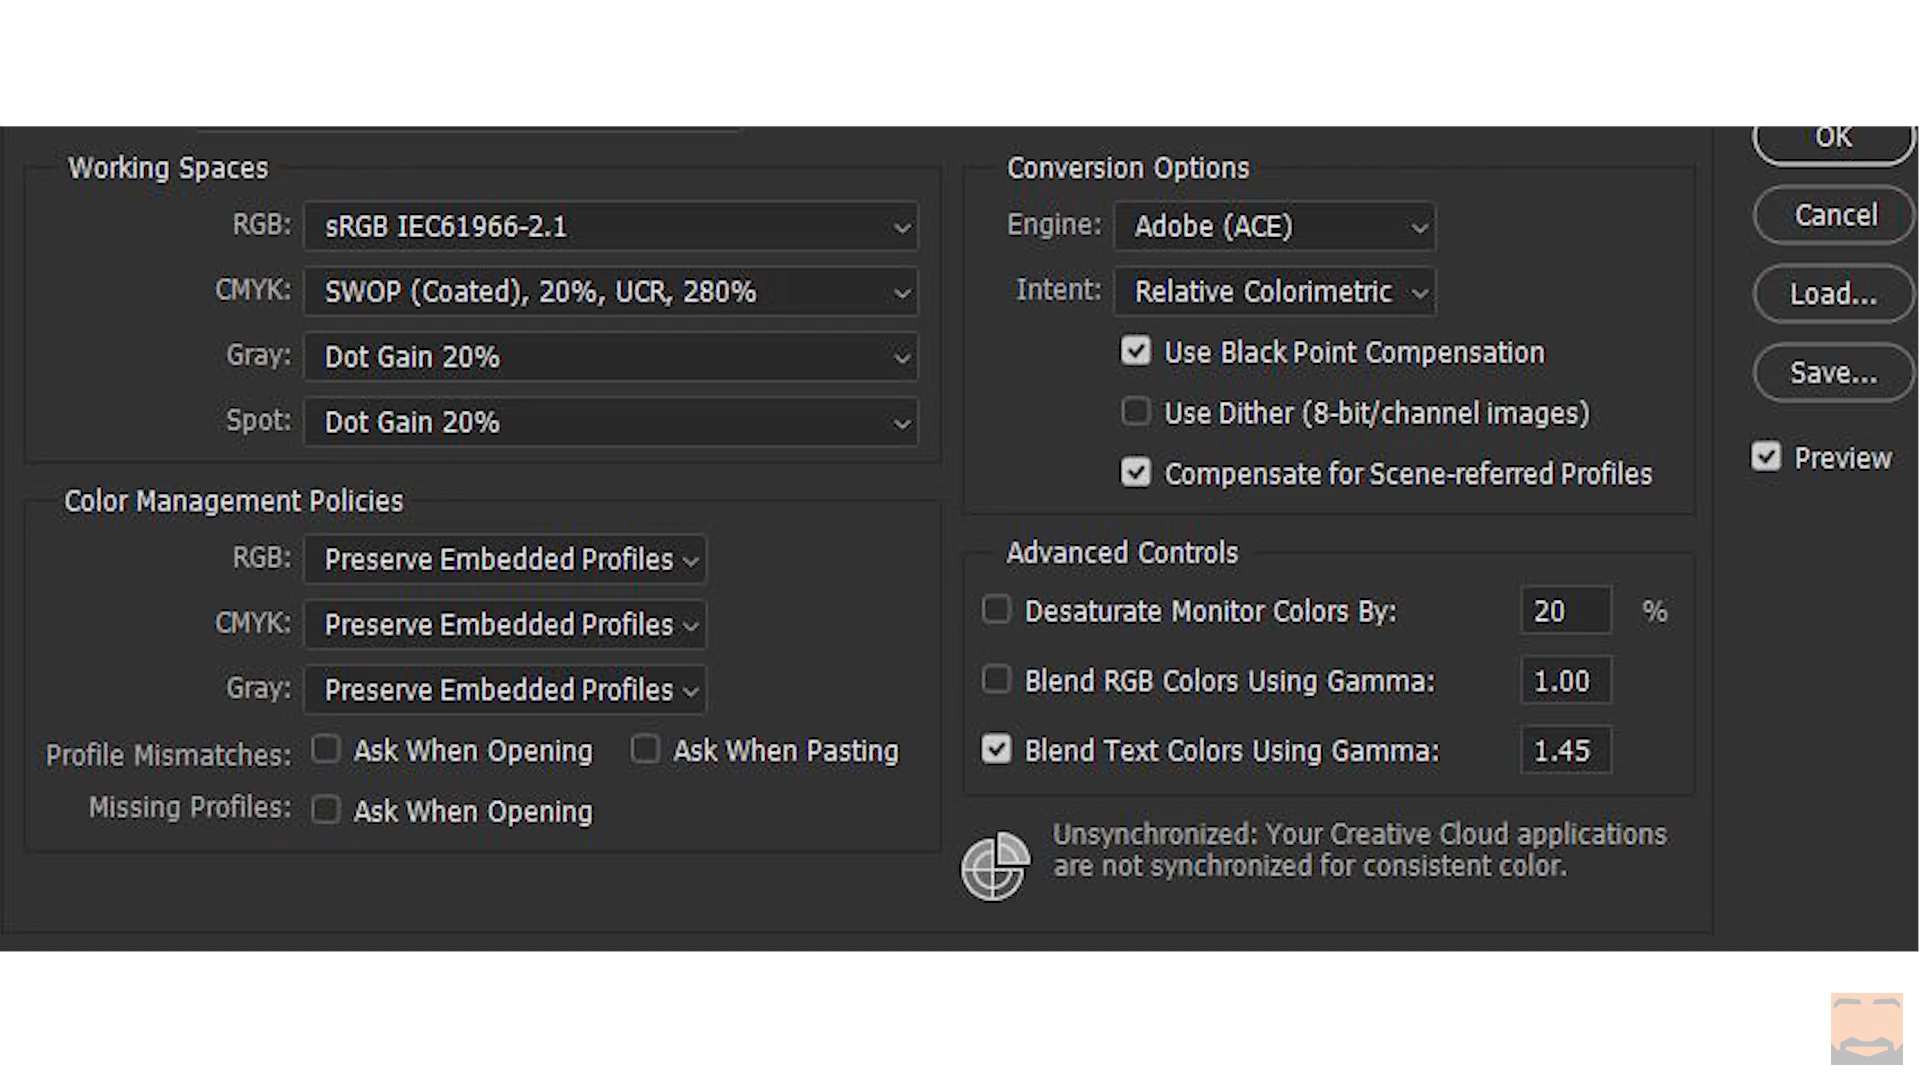 Working Spaces
RGB: sRGB IEC61966-2.1
CMYK: SWOP (Coated), 20%, UCR, 280%
Gray: Dot Gain 20%
Spot: Dot Gain 20%
Color Management Policies
RGB: Preserve Embedded Profiles
CMYK: Preserve Embedded Profiles
Gray: Preserve Embedded Profiles
Profile Mismatches: Ask When Opening Ask When Pasting
Missing Profiles: Ask When Opening
Conversion Options
Engine: Adobe (ACE)
Intent: Relative Colorimetric
Use Black Point Compensation
Use Dither (8-bit/channel images)
Compensate for Scene-referred Profiles
Advanced Controls
Desaturate Monitor Colors By: 20 %
Blend RGB Colors Using Gamma: 1.00
Blend Text Colors Using Gamma: 1.45
Unsynchronized: Your Creative Cloud applications
are not synchronized for consistent color.
OK
Cancel
Load...
Save...
Preview